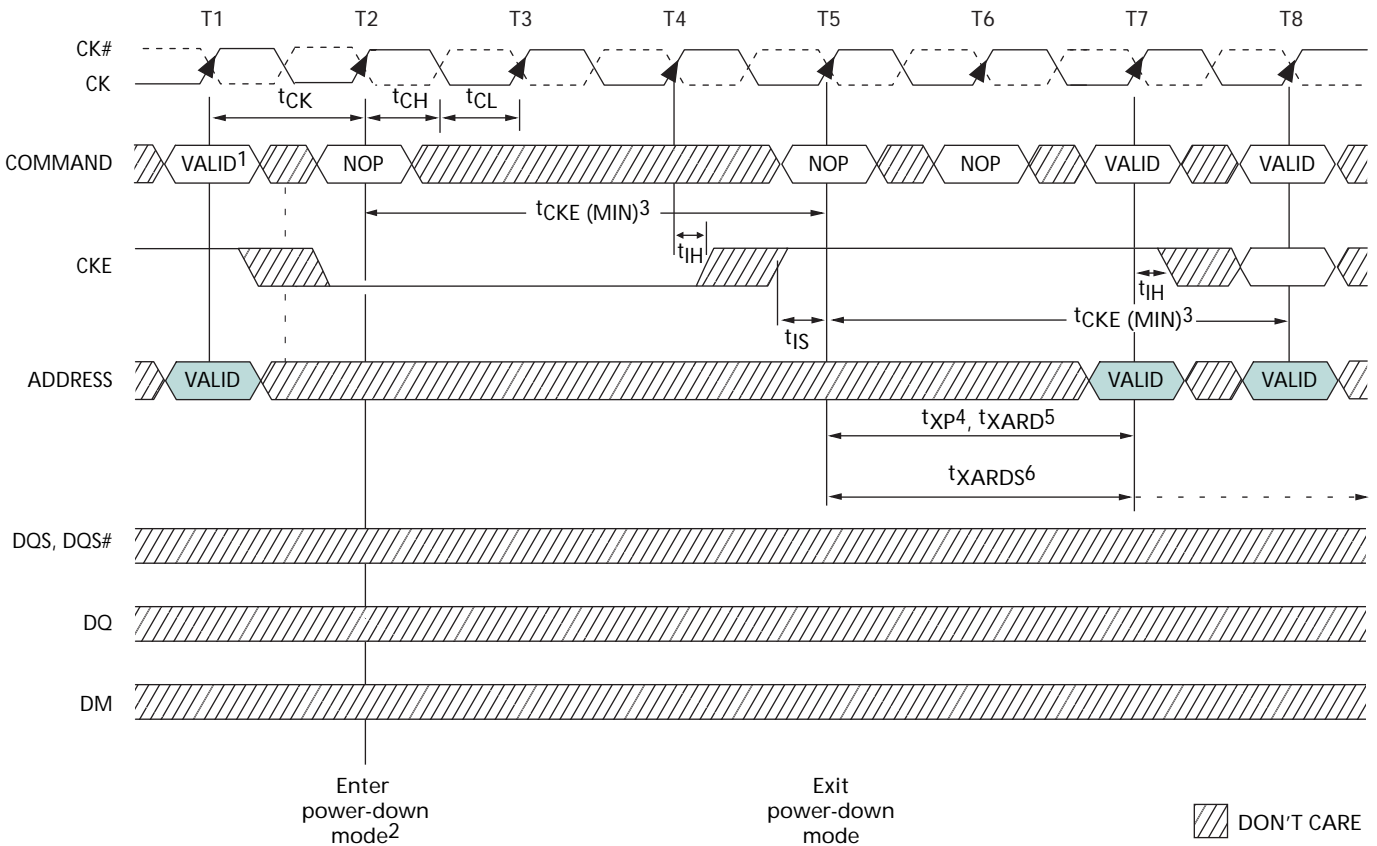 T1 T2 T3 T4 T5 T6 T7 T8
CK#
CK
tCK tCH tCL
COMMAND VALID1 NOP NOP NOP VALID VALID
tCKE (MIN)3
tIH
CKE
tIH
tCKE (MIN)3
tIS
ADDRESS VALID VALID VALID
tXP4, tXARD5
tXARDS6
DQS, DQS#
DQ
DM
Enter
power-down
mode2
Exit
power-down
mode
DON'T CARE